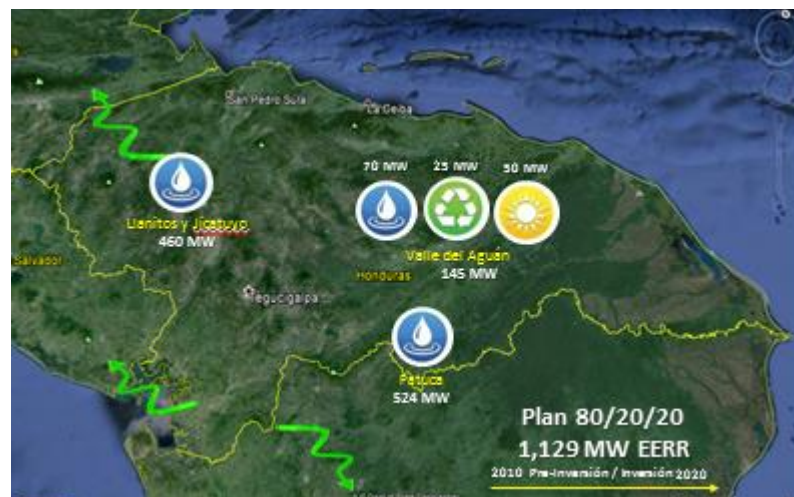 San Pedro Sula
La Ceiba
70 MW
25 MW
50 MW
Llanitos y Jicatuyo
460 MW
Valle del Aguán
145 MW
Salvador
Honduras
Tegucigalpa
Patuca
524 MW
Plan 80/20/20
1,129 MW EERR
2010 Pre-Inversión / Inversión 2020